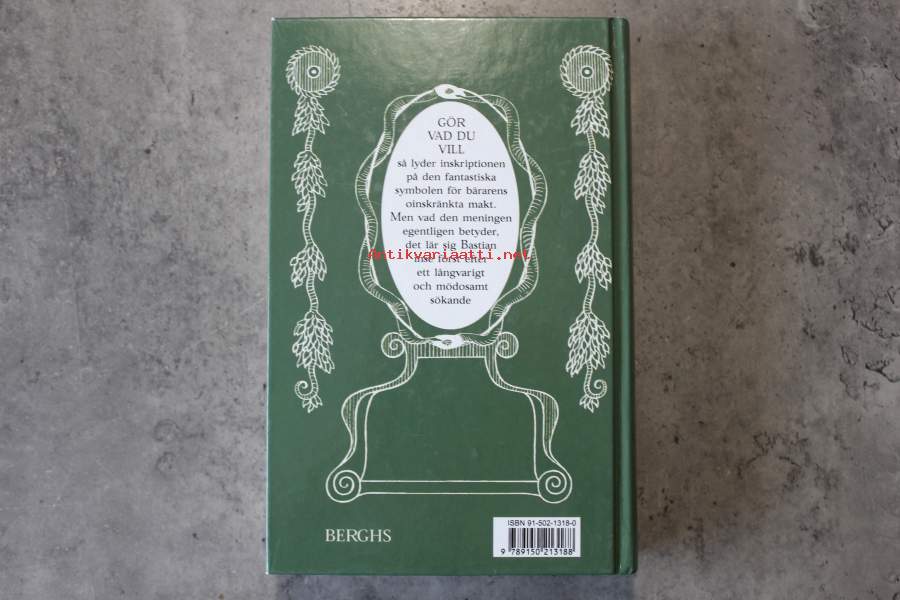 GÖR
VAD DU
VILL
så lyder inskriptionen
på den fantastiska
symbolen för bärarens
oinskränkta makt.
Men vad den meningen
egentligen betyder,
det lär sig Bastian
Antikvariaatti.net
inse först efter
ett långvarigt
och mödosamt
sökande
BERGHS
ISBN 91-502-1318-0
9 789150 213188